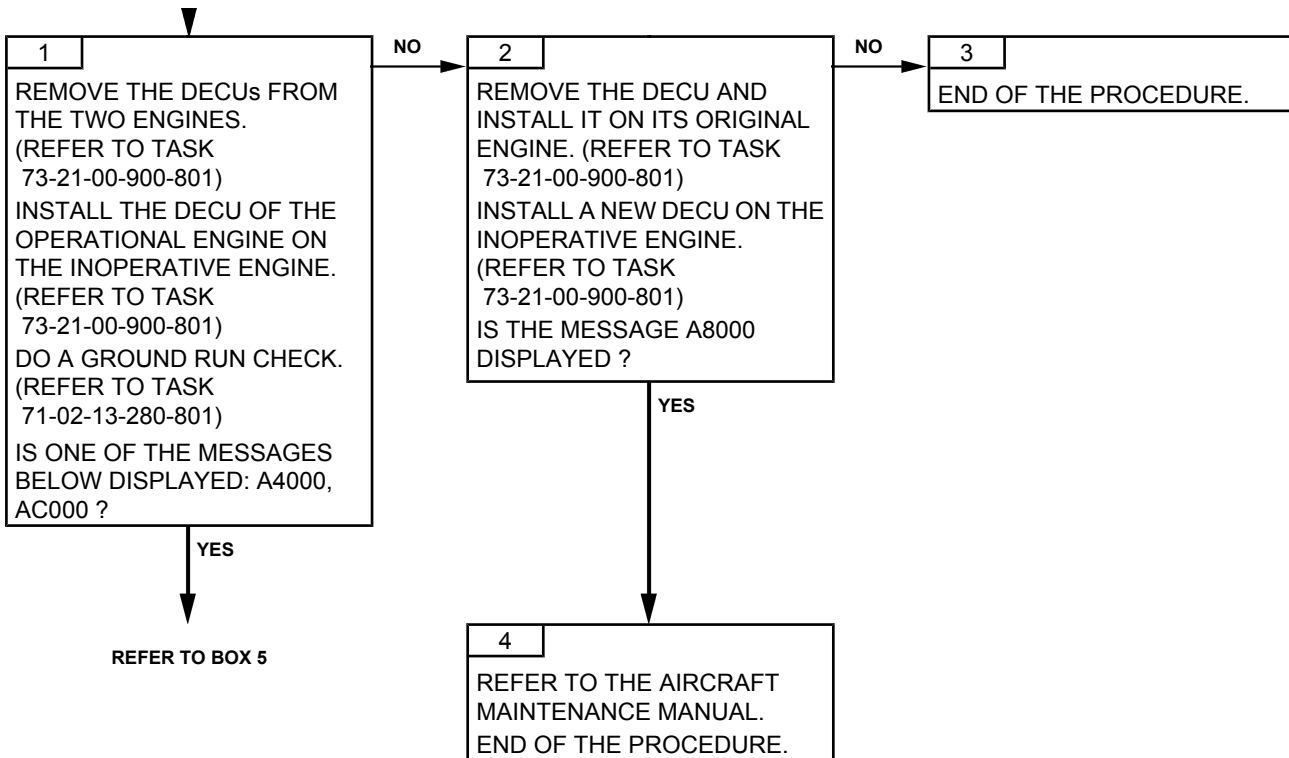 1
REMOVE THE DECUs FROM
THE TWO ENGINES.
(REFER TO TASK
73-21-00-900-801)
INSTALL THE DECU OF THE
OPERATIONAL ENGINE ON
THE INOPERATIVE ENGINE.
(REFER TO TASK
73-21-00-900-801)
DO A GROUND RUN CHECK.
(REFER TO TASK
71-02-13-280-801)
IS ONE OF THE MESSAGES
BELOW DISPLAYED: A4000,
AC000 ?
YES
REFER TO BOX 5
NO
2
REMOVE THE DECU AND
INSTALL IT ON ITS ORIGINAL
ENGINE. (REFER TO TASK
73-21-00-900-801)
INSTALL A NEW DECU ON THE
INOPERATIVE ENGINE.
(REFER TO TASK
73-21-00-900-801)
IS THE MESSAGE A8000
DISPLAYED ?
YES
NO
3
END OF THE PROCEDURE.
4
REFER TO THE AIRCRAFT
MAINTENANCE MANUAL.
END OF THE PROCEDURE.